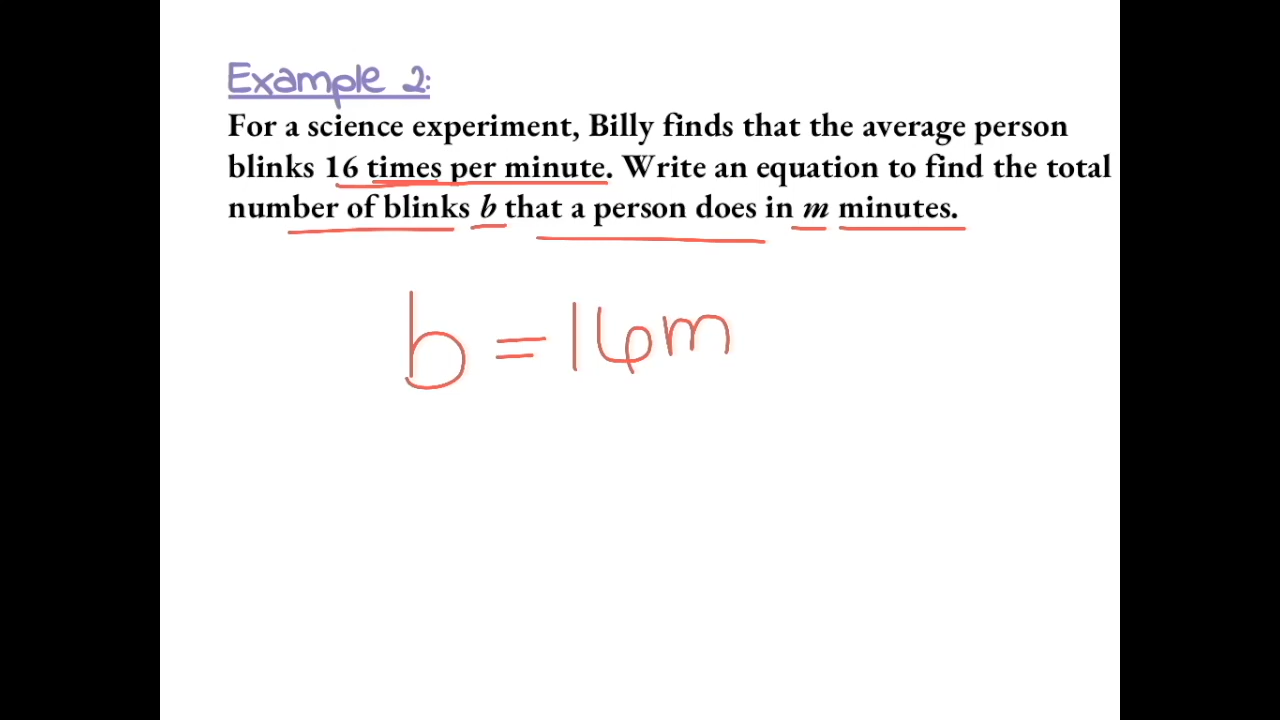 Example 2:
For a science experiment, Billy finds that the average person
blinks 16 times per minute. Write an equation to find the total
number of blinks b that a person does in m minutes.
b = 16m